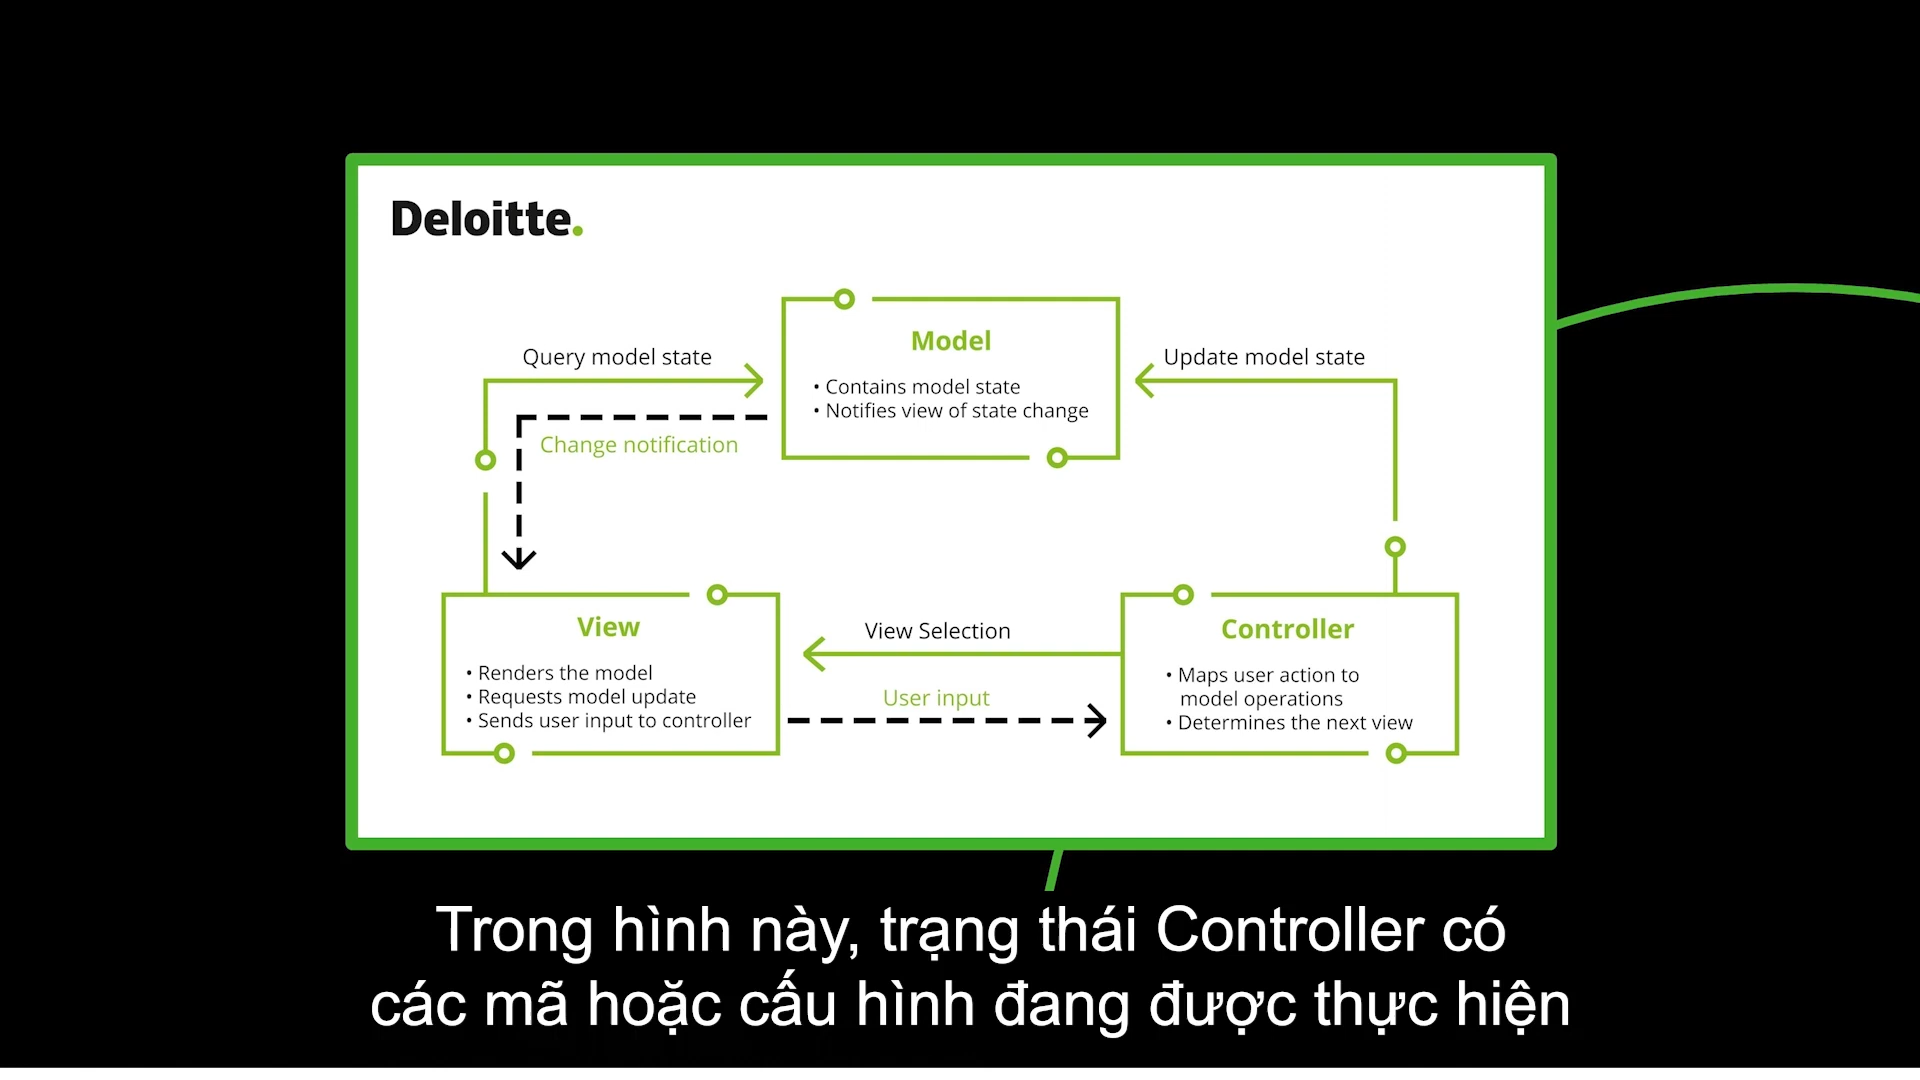 Deloitte.
Model
• Contains model state
• Notifies view of state change
Query model state
Update model state
Change notification
View
• Renders the model
• Requests model update
• Sends user input to controller
View Selection
User input
Controller
• Maps user action to
model operations
• Determines the next view
Trong hình này, trạng thái Controller có
các mã hoặc cấu hình đang được thực hiện